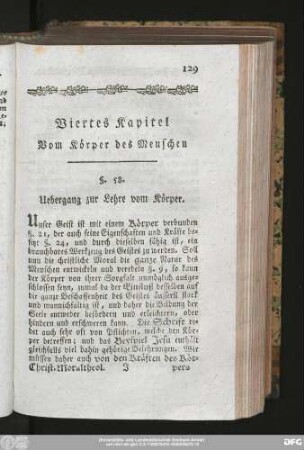 129
Viertes Kapitel
Vom Körper des Menschen
§. 58.
Uebergang zur Lehre vom Körper.
Unser Geist ist mit einem Körper verbunden
§. 21, der auch seine Eigenschaften und Kräfte be-
sizt §. 24, und durch dieselben fähig ist, ein
brauchbares Werkzeug des Geistes zu werden. Soll
nun die christliche Moral die ganze Natur des
Menschen entwickeln und veredeln §. 9, so kann
der Körper von ihrer Sorgfalt unmöglich ausge-
schlossen seyn, zumal da der Einfluß desselben auf
die ganze Beschaffenheit des Geistes äusserst stark
und mannichfaltig ist, und daher die Bildung der
Seele entweder befördern und erleichtern, oder
hindern und erschweren kann. Die Schrift re-
det auch sehr oft von Pflichten, welche den Kör-
per betreffen; und das Beyspiel Jesu enthält
gleichfalls viel dahin gehörige Belehrungen. Wir
müssen daher auch von den Kräften des Kör-
Christ. Moraltheol. J pers